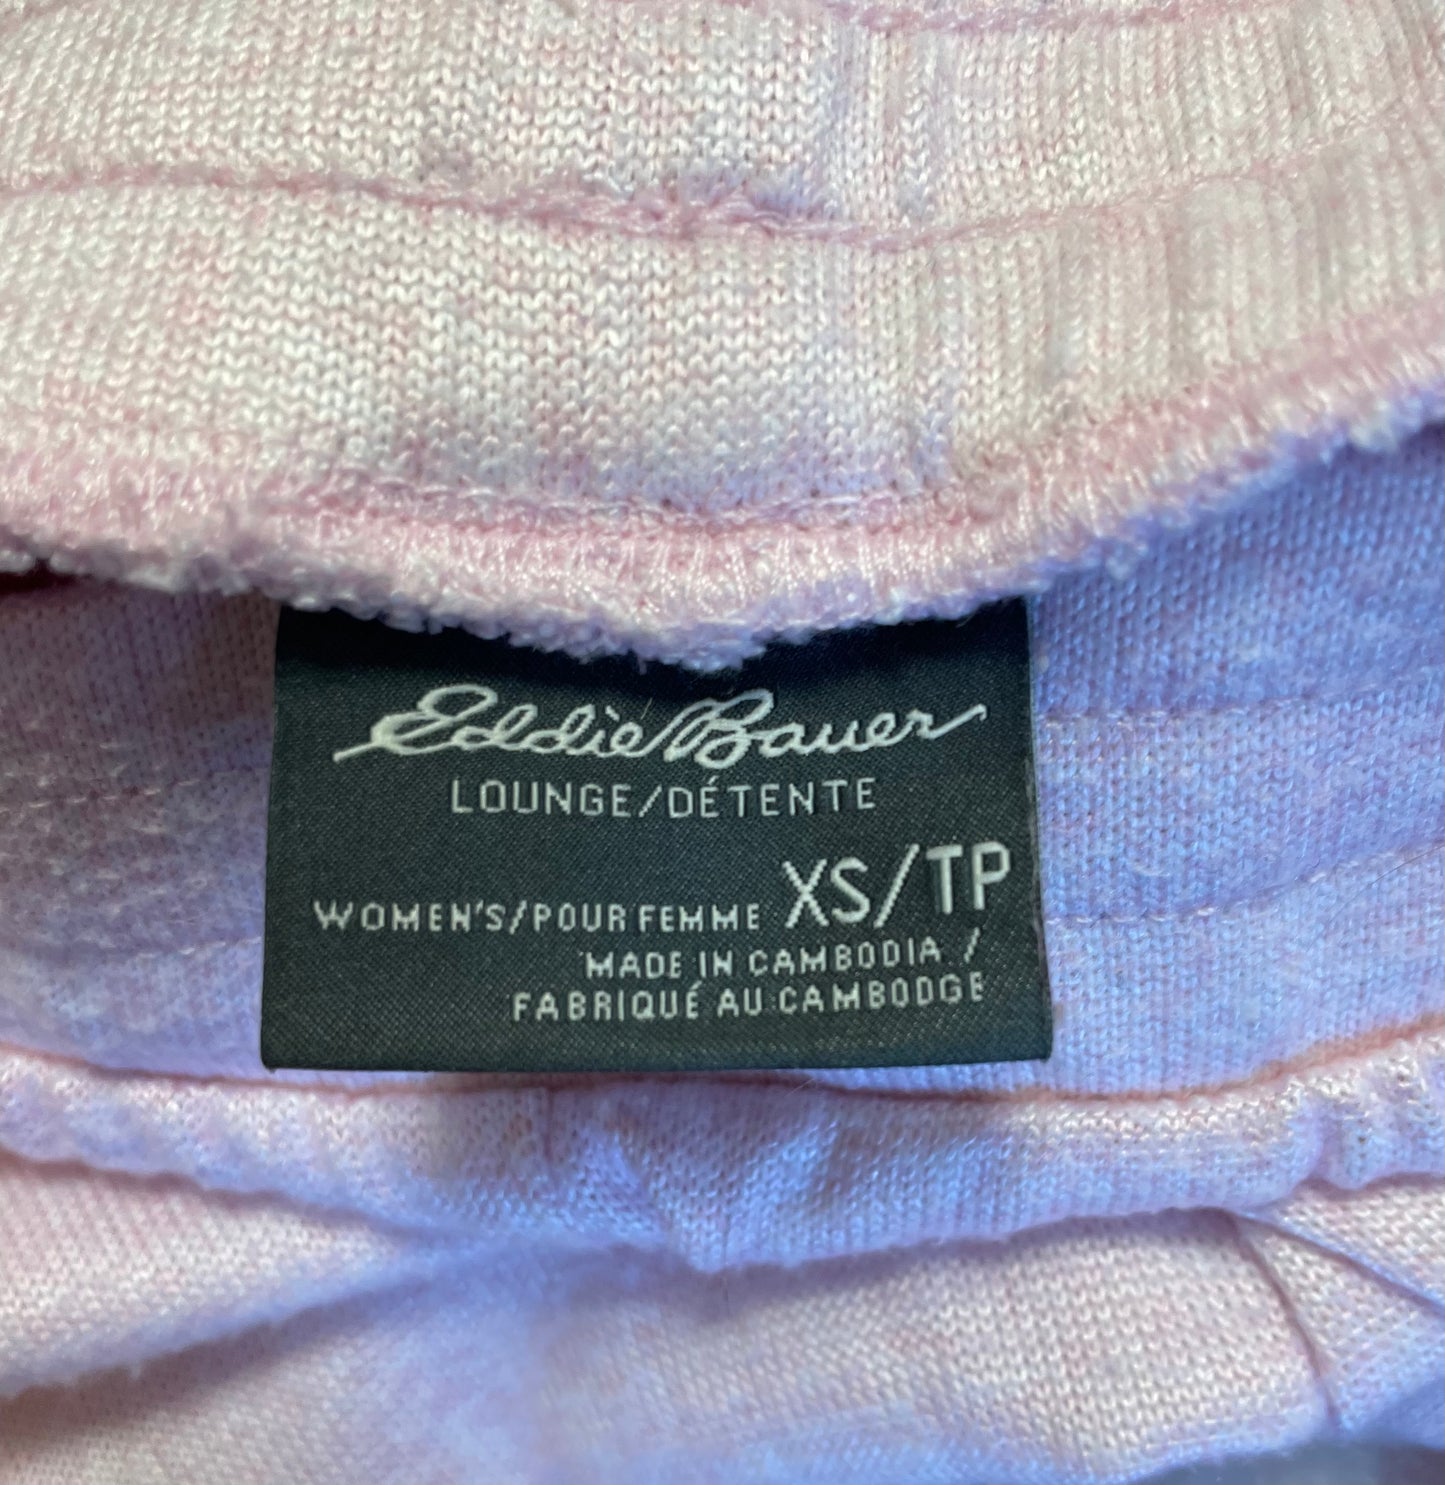 Eddie Bauer
LOUNGE/DÉTENTE
WOMEN'S/POUR FEMME XS/TP
MADE IN CAMBODIA /
FABRIQUÉ AU CAMBODGE